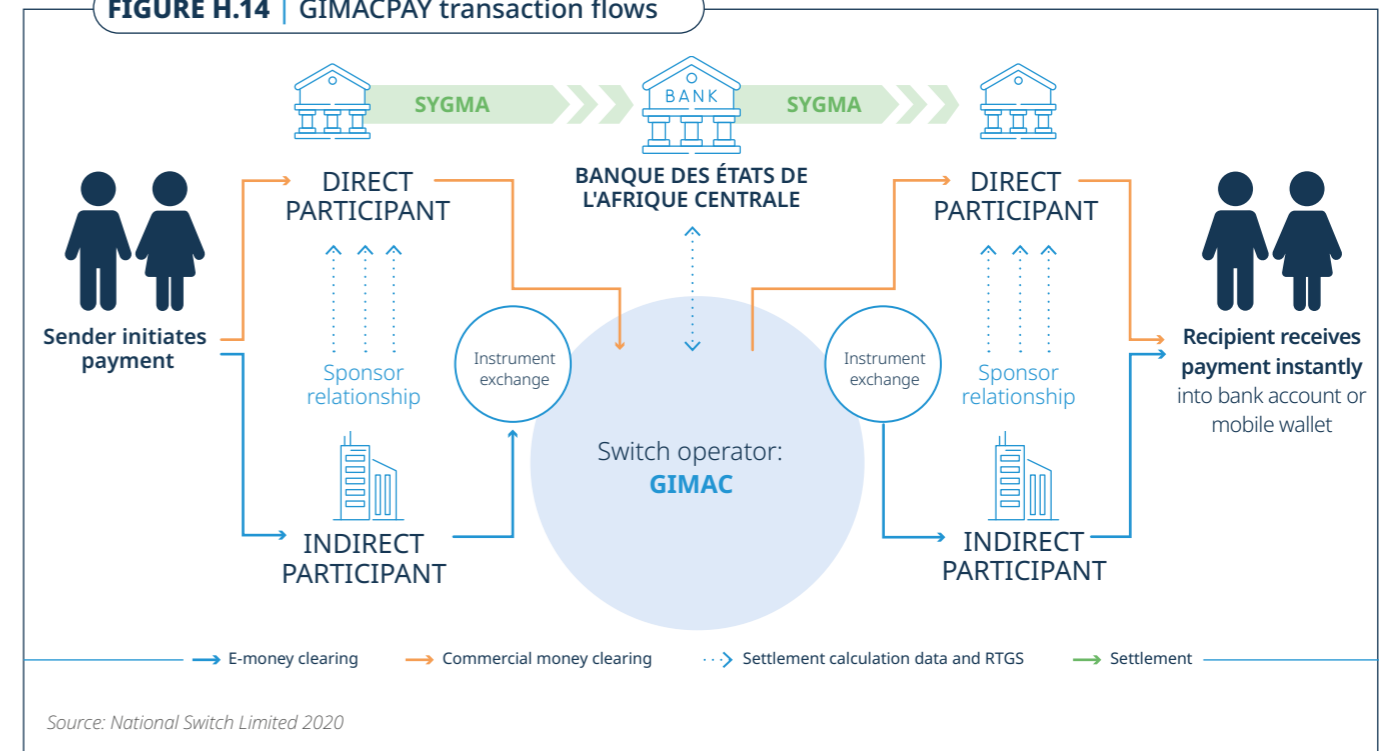 FIGURE H.14 | GIMACPAY transaction flows
SYGMA
BANK
SYGMA
BANQUE DES ÉTATS DE
L'AFRIQUE CENTRALE
DIRECT
PARTICIPANT
DIRECT
PARTICIPANT
Sender initiates
payment
Sponsor
relationship
Instrument
exchange
Instrument
exchange
Sponsor
relationship
Recipient receives
payment instantly
into bank account or
mobile wallet
Switch operator:
GIMAC
INDIRECT
PARTICIPANT
INDIRECT
PARTICIPANT
E-money clearing
Commercial money clearing
Settlement calculation data and RTGS
Settlement
Source: National Switch Limited 2020